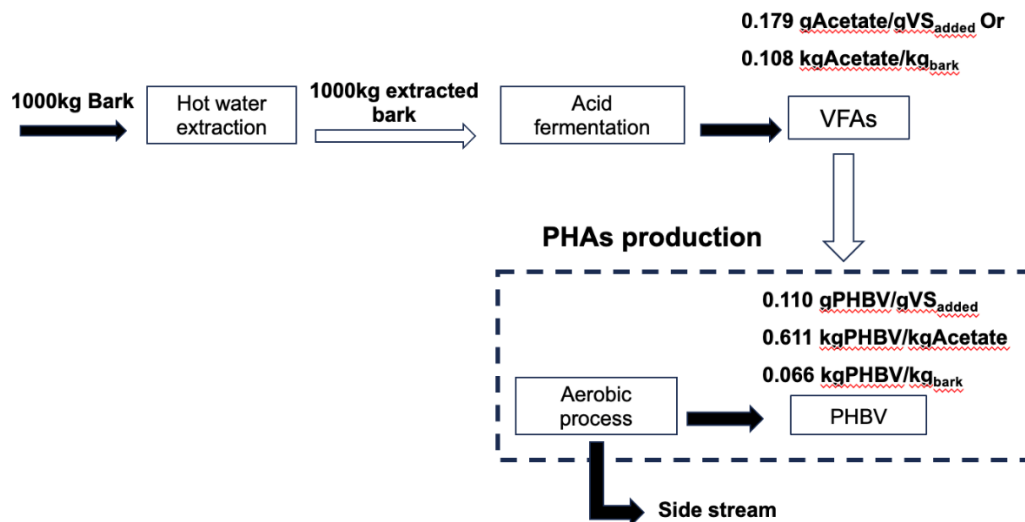 0.179 gAcetate/gVSadded Or
0.108 kgAcetate/kgbark
1000kg Bark
Hot water
extraction
1000kg extracted
bark
Acid
fermentation
VFAs
PHAs production
0.110 gPHBV/gVSadded
0.611 kgPHBV/kgAcetate
0.066 kgPHBV/kgbark
Aerobic
process
PHBV
Side stream